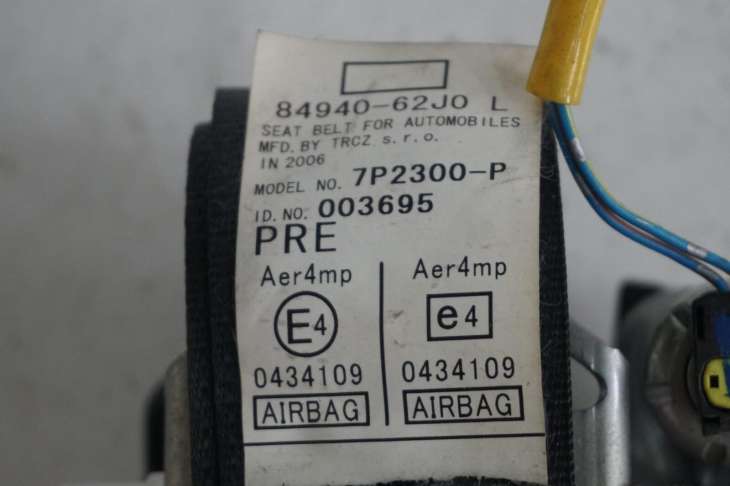 84940-62J0 L
SEAT BELT FOR AUTOMOBILES
MFD. BY TRCZ s.r.o.
IN 2006
MODEL NO. 7P2300-P
ID. NO. 003695
PRE
Aer4mp Aer4mp
E4 e4
0434109 0434109
AIRBAG AIRBAG